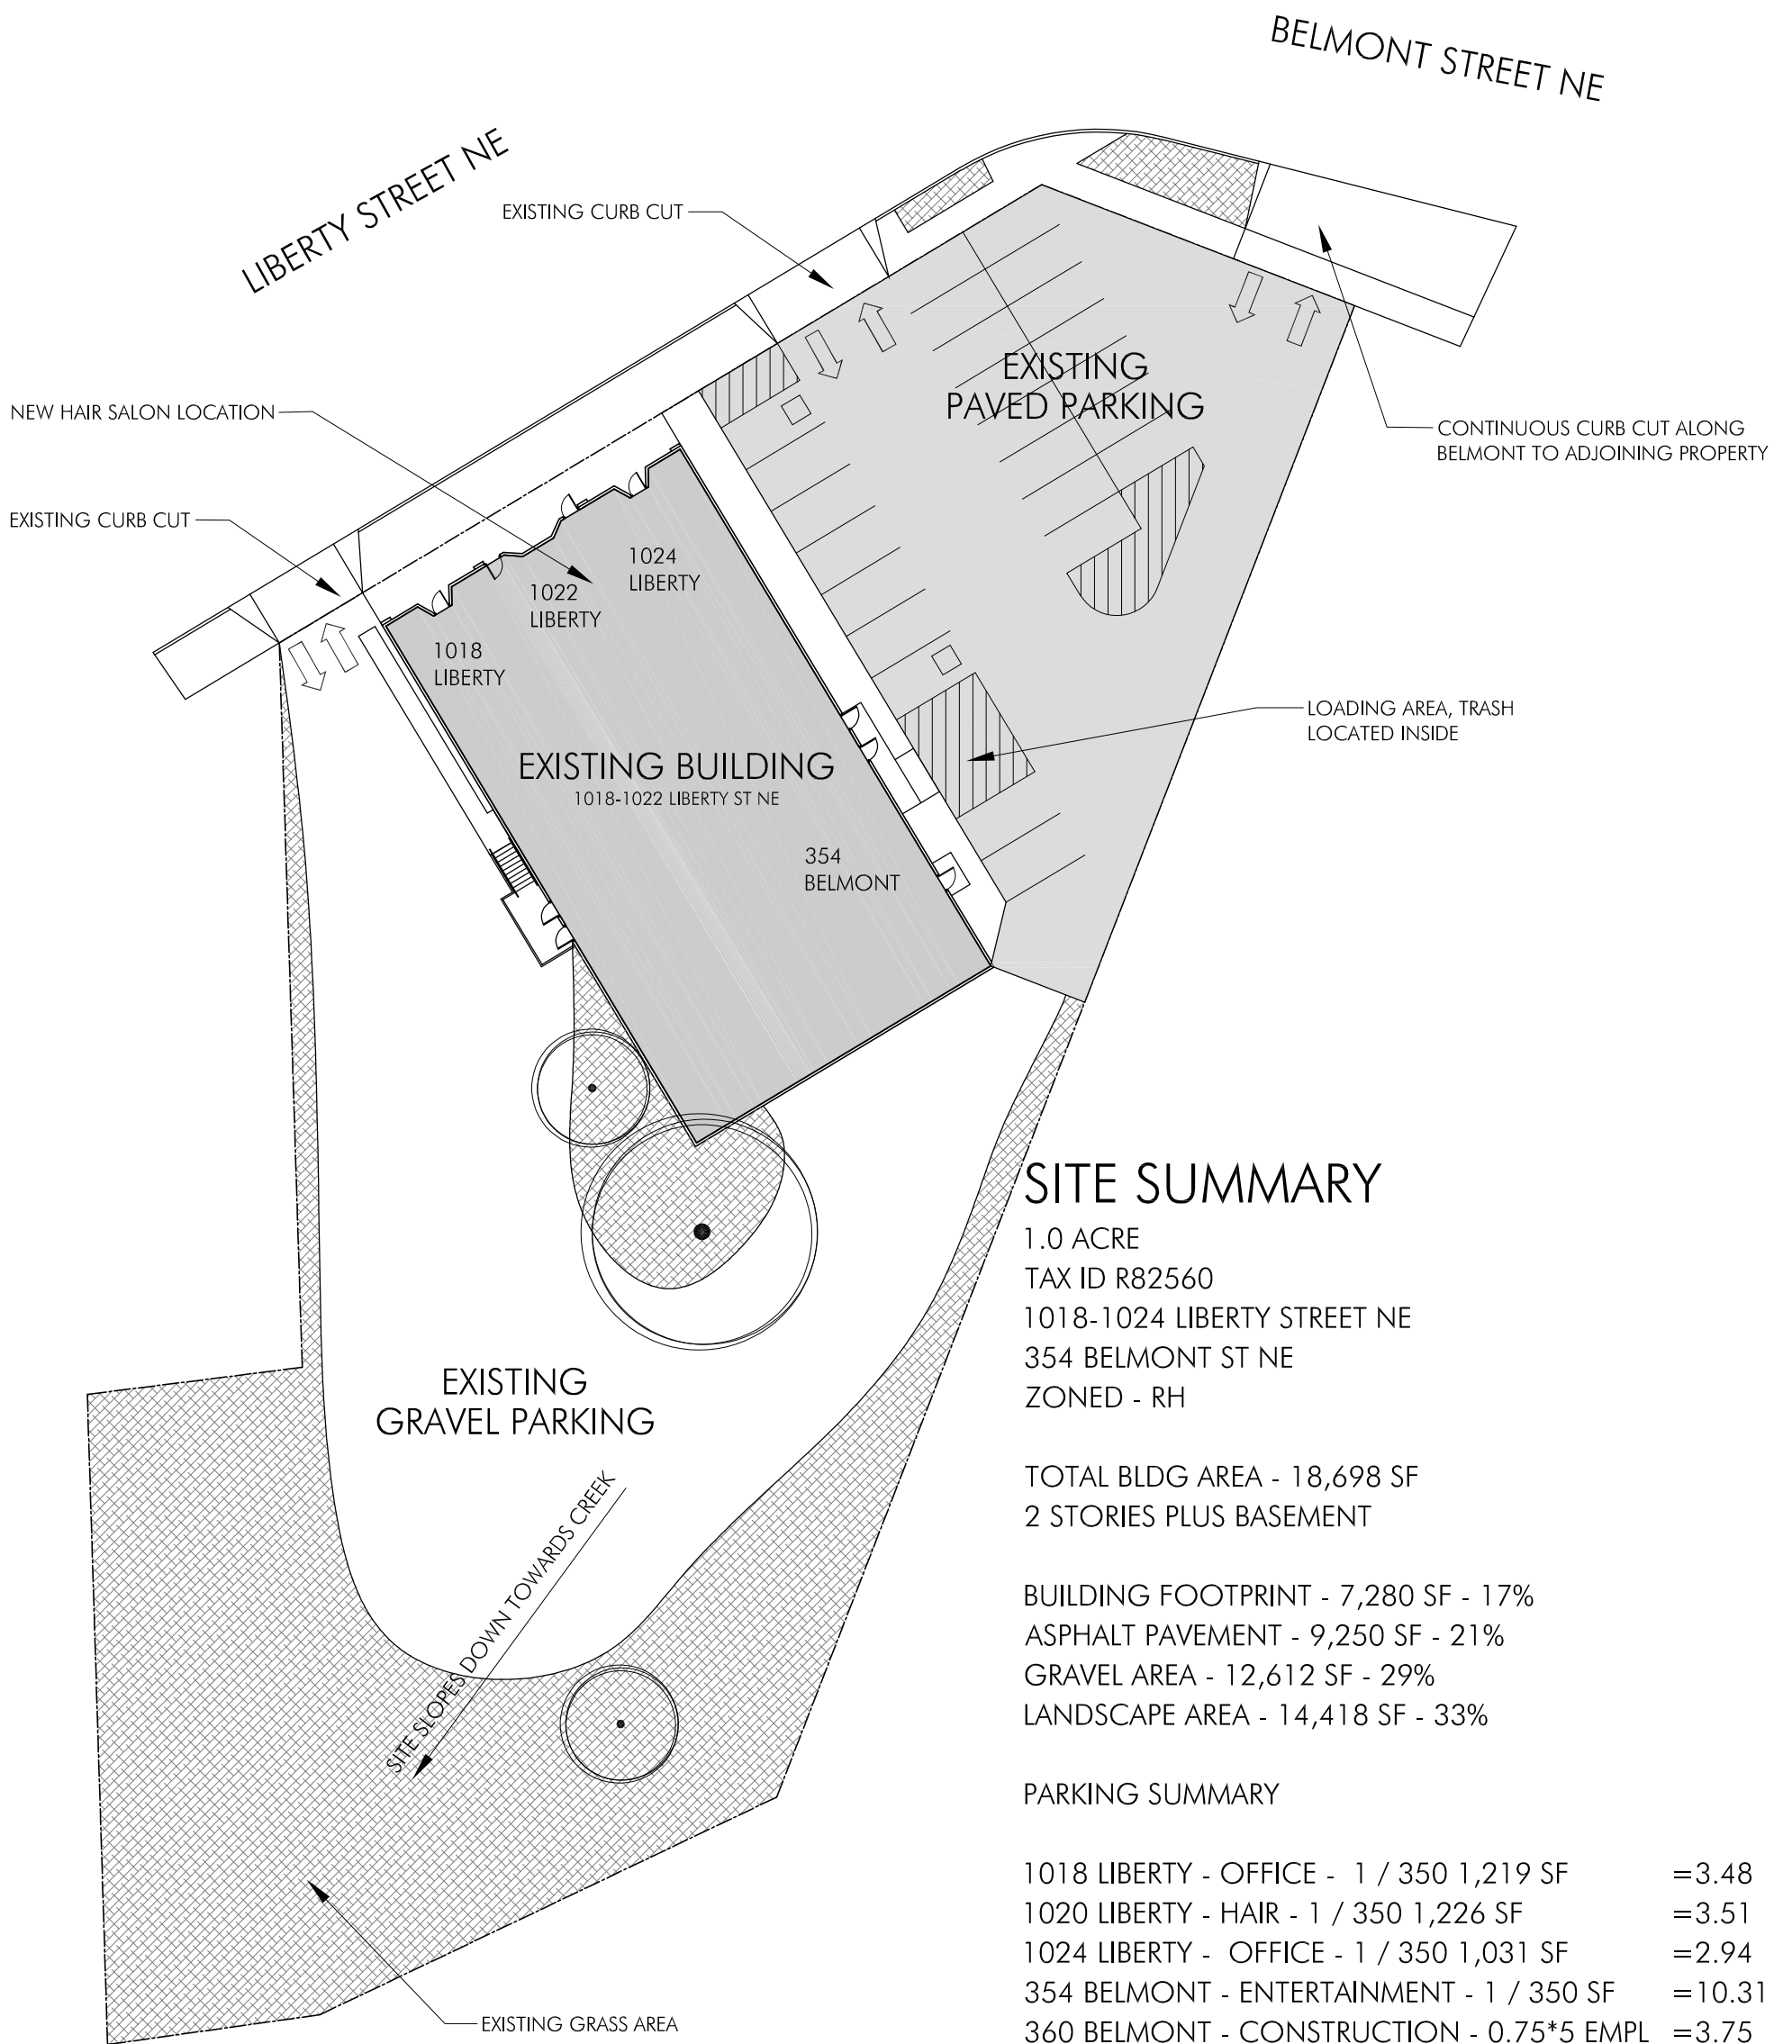 BELMONT STREET NE
LIBERTY STREET NE
EXISTING CURB CUT
EXISTING
PAVED PARKING
NEW HAIR SALON LOCATION
CONTINUOUS CURB CUT ALONG
BELMONT TO ADJOINING PROPERTY
EXISTING CURB CUT
1024
LIBERTY
1022
LIBERTY
1018
LIBERTY
LOADING AREA, TRASH
LOCATED INSIDE
EXISTING BUILDING
1018-1022 LIBERTY ST NE
354
BELMONT
EXISTING
GRAVEL PARKING
SITE SLOPES DOWN TOWARDS CREEK
EXISTING GRASS AREA
SITE SUMMARY
1.0 ACRE
TAX ID R82560
1018-1024 LIBERTY STREET NE
354 BELMONT ST NE
ZONED - RH
TOTAL BLDG AREA - 18,698 SF
2 STORIES PLUS BASEMENT
BUILDING FOOTPRINT - 7,280 SF - 17%
ASPHALT PAVEMENT - 9,250 SF - 21%
GRAVEL AREA - 12,612 SF - 29%
LANDSCAPE AREA - 14,418 SF - 33%
PARKING SUMMARY
1018 LIBERTY - OFFICE - 1 / 350 1,219 SF =3.48
1020 LIBERTY - HAIR - 1 / 350 1,226 SF =3.51
1024 LIBERTY - OFFICE - 1 / 350 1,031 SF =2.94
354 BELMONT - ENTERTAINMENT - 1 / 350 SF =10.31
360 BELMONT - CONSTRUCTION - 0.75*5 EMPL =3.75